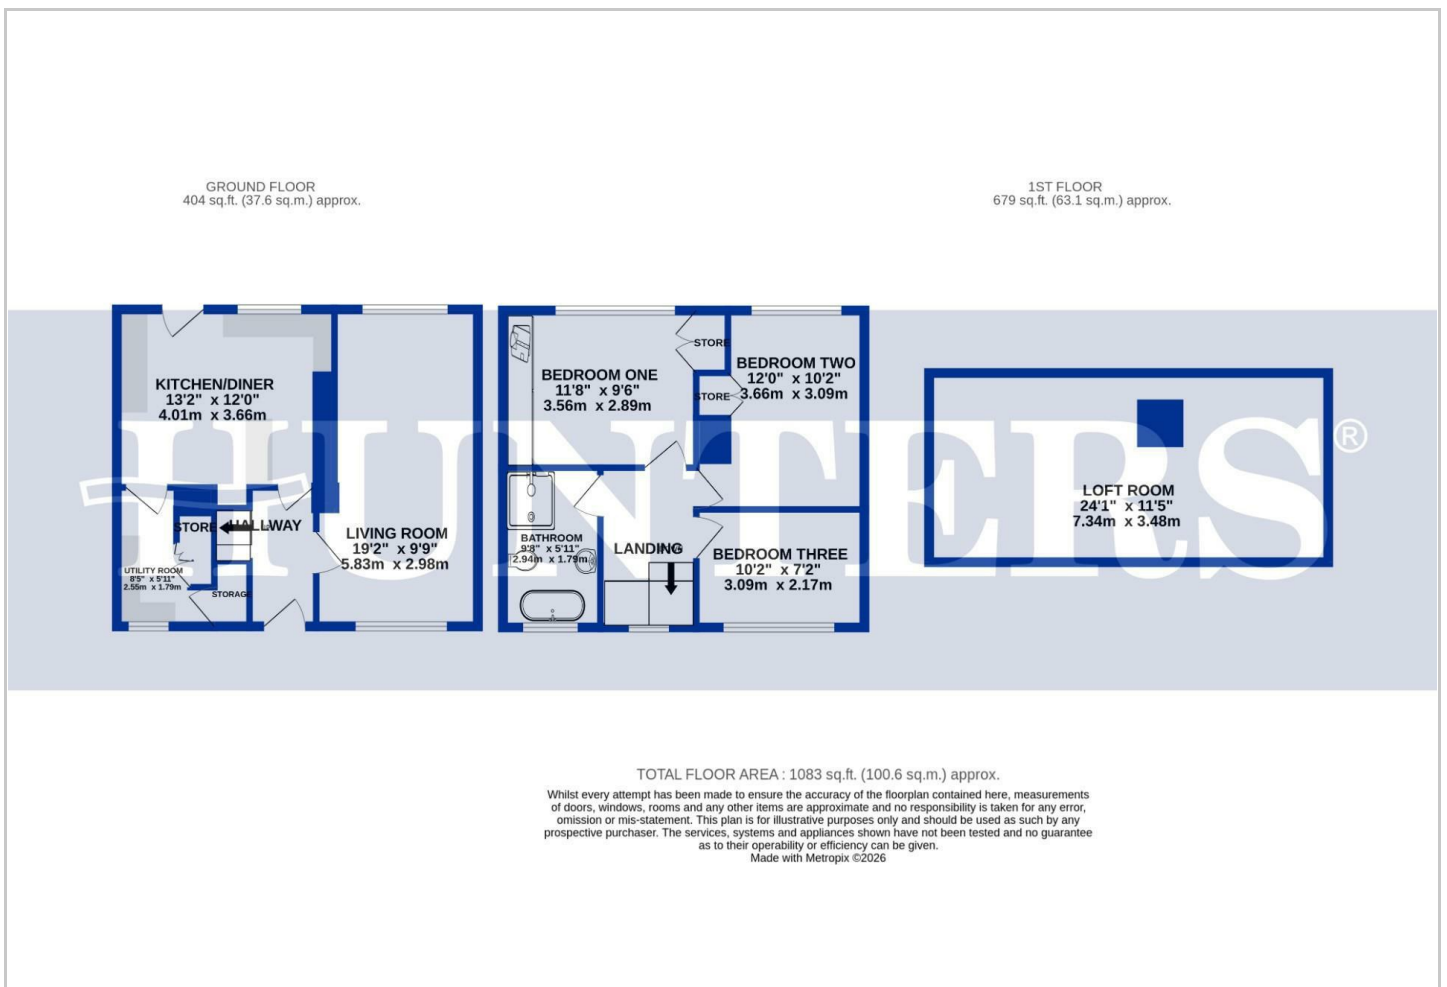 GROUND FLOOR
404 sq.ft. (37.6 sq.m.) approx.
1ST FLOOR
679 sq.ft. (63.1 sq.m.) approx.
KITCHEN/DINER
13'2" x 12'0"
4.01m x 3.66m
LIVING ROOM
19'2" x 9'9"
5.83m x 2.98m
STORE
HALLWAY
UTILITY ROOM
8'5" x 5'11"
2.55m x 1.79m
STORAGE
BEDROOM ONE
11'8" x 9'6"
3.56m x 2.89m
STORE
STORE
BEDROOM TWO
12'0" x 10'2"
3.66m x 3.09m
BATHROOM
9'8" x 5'11"
2.94m x 1.79m
LANDING
BEDROOM THREE
10'2" x 7'2"
3.09m x 2.17m
LOFT ROOM
24'1" x 11'5"
7.34m x 3.48m
HUNTERS®
TOTAL FLOOR AREA : 1083 sq.ft. (100.6 sq.m.) approx.
Whilst every attempt has been made to ensure the accuracy of the floorplan contained here, measurements
of doors, windows, rooms and any other items are approximate and no responsibility is taken for any error,
omission or mis-statement. This plan is for illustrative purposes only and should be used as such by any
prospective purchaser. The services, systems and appliances shown have not been tested and no guarantee
as to their operability or efficiency can be given.
Made with Metropix ©2026